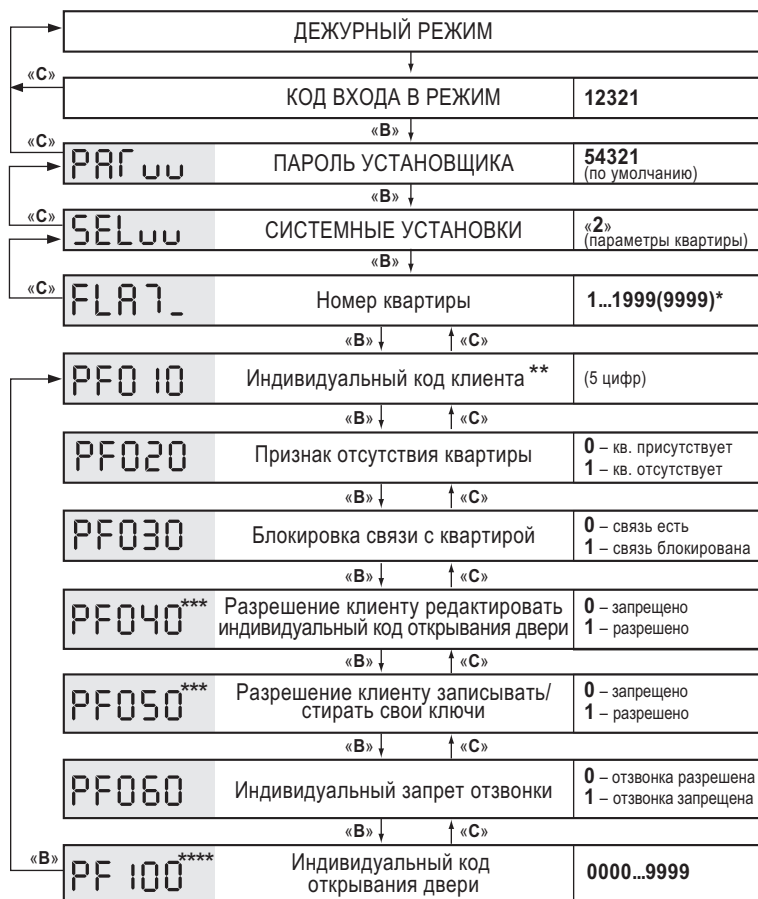 ДЕЖУРНЫЙ РЕЖИМ
«C»
КОД ВХОДА В РЕЖИМ 12321
«B»
«C»
PAГuu ПАРОЛЬ УСТАНОВЩИКА 54321
(по умолчанию)
«B»
«C»
SELuu СИСТЕМНЫЕ УСТАНОВКИ «2»
(параметры квартиры)
«B»
«C»
FLA7_ Номер квартиры 1...1999(9999)*
«B» «C»
PF010 Индивидуальный код клиента** (5 цифр)
«B» «C»
PF020 Признак отсутствия квартиры 0 – кв. присутствует
1 – кв. отсутствует
«B» «C»
PF030 Блокировка связи с квартирой 0 – связь есть
1 – связь блокирована
«B» «C»
PF040*** Разрешение клиенту редактировать 0 – запрещено
индивидуальный код открывания двери 1 – разрешено
«B» «C»
PF050*** Разрешение клиенту записывать/ 0 – запрещено
стирать свои ключи 1 – разрешено
«B» «C»
PF060 Индивидуальный запрет отзвонки 0 – отзвонка разрешена
1 – отзвонка запрещена
«B» «C»
«B»
PF100**** Индивидуальный код 0000...9999
открывания двери